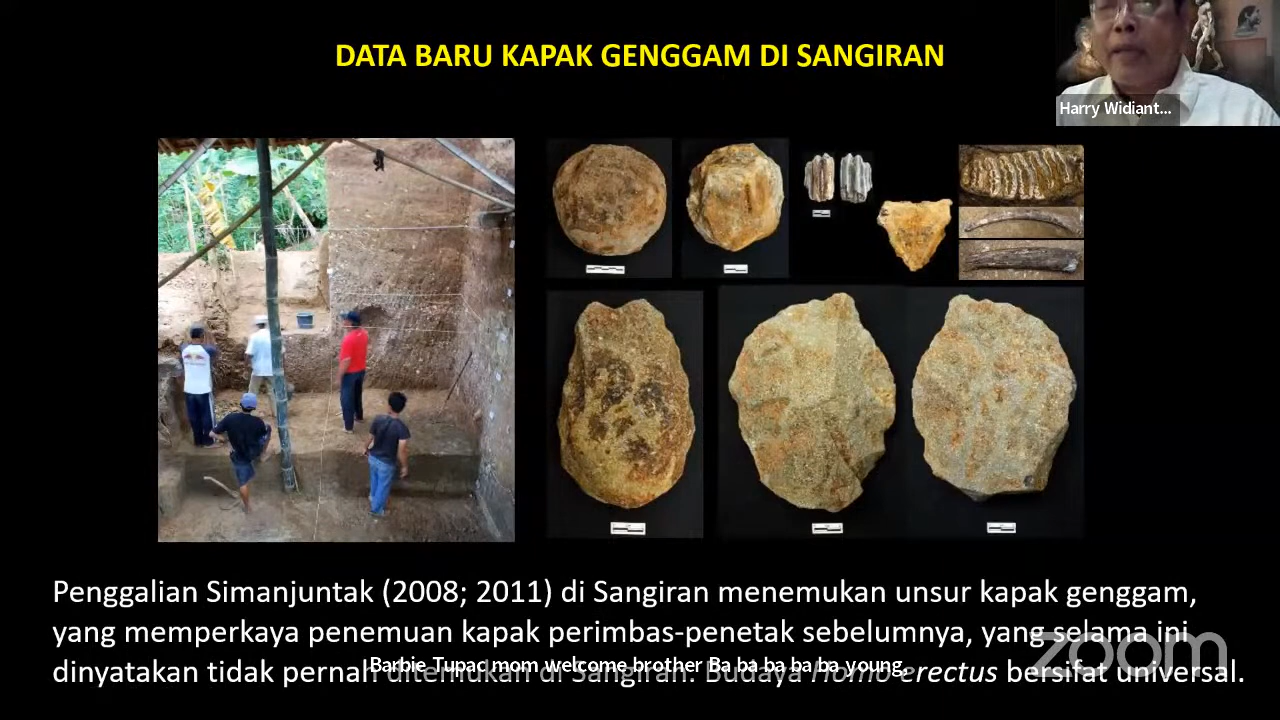 DATA BARU KAPAK GENGGAM DI SANGIRAN
Harry Widiant...
Penggalian Simanjuntak (2008; 2011) di Sangiran menemukan unsur kapak genggam,
yang memperkaya penemuan kapak perimbas-penetak sebelumnya, yang selama ini
dinyatakan tidak pernah ditemukan di Sangiran. Budaya Homo erectus bersifat universal.
Barbie Tupac mom welcome brother Ba ba ba ba ba young,
zoom